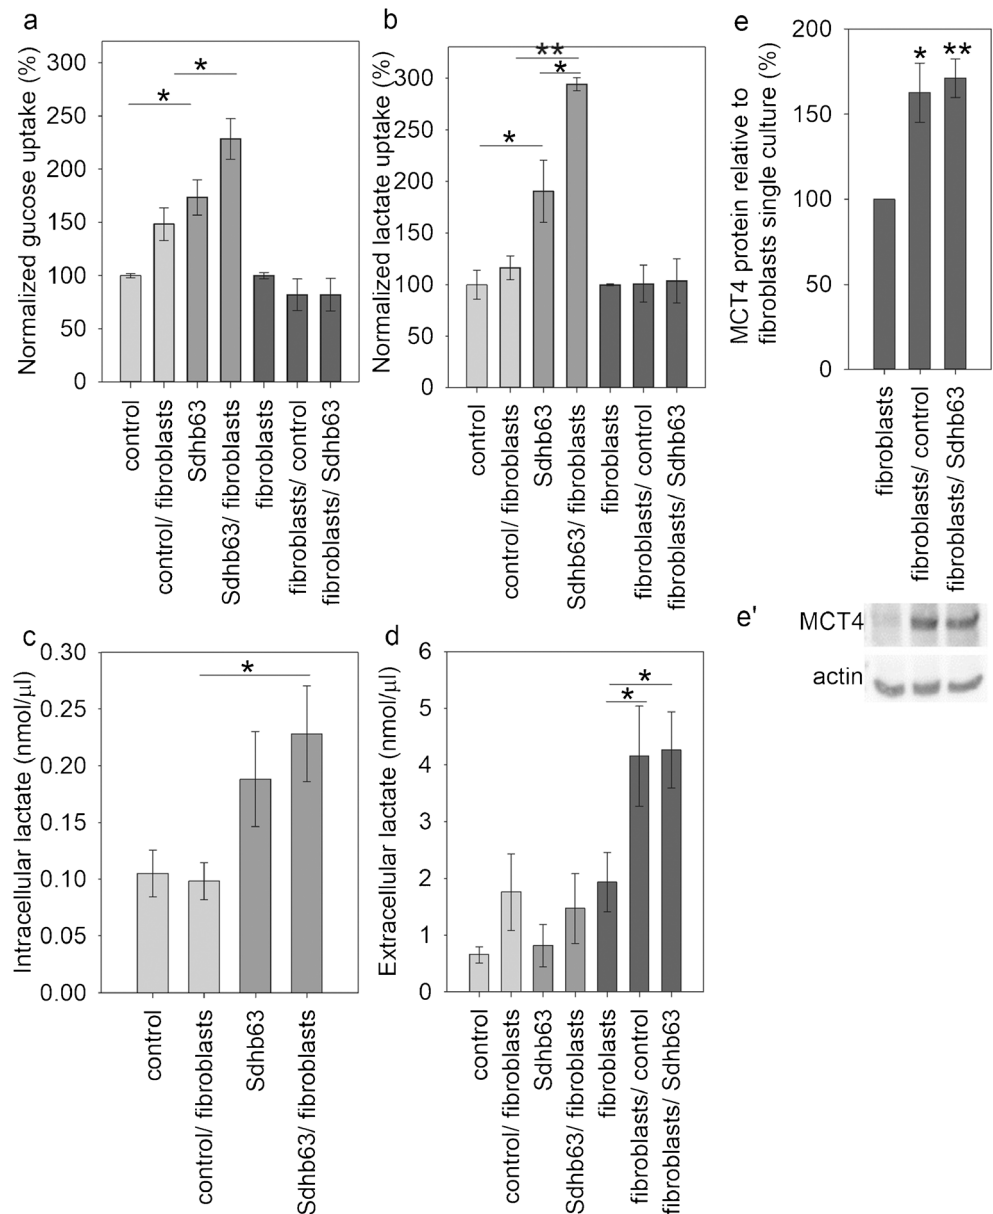 a
Normalized gucose uptake (%)
300
250
200
150
100
50
0
*
*
control
control/ fibroblasts
Sdhb63
Sdhb63/ fibroblasts
fibroblasts
fibroblasts/ control
fibroblasts/ Sdhb63
b
Normalized lactate uptake (%)
300
250
200
150
100
50
0
**
*
*
control
control/ fibroblasts
Sdhb63
Sdhb63/ fibroblasts
fibroblasts
fibroblasts/ control
fibroblasts/ Sdhb63
e
MCT4 protein relative to
fibroblasts single culture (%)
200
150
100
50
0
*
**
fibroblasts
fibroblasts/ control
fibroblasts/ Sdhb63
e'
MCT4
actin
c
Intracellular lactate (nmol/µl)
0.30
0.25
0.20
0.15
0.10
0.05
0.00
*
control
control/ fibroblasts
Sdhb63
Sdhb63/ fibroblasts
d
Extracellular lactate (nmol/µl)
6
5
4
3
2
1
0
*
*
control
control/ fibroblasts
Sdhb63
Sdhb63/ fibroblasts
fibroblasts
fibroblasts/ control
fibroblasts/ Sdhb63